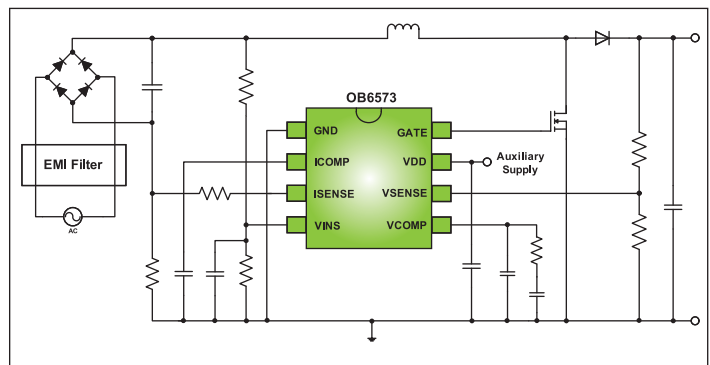 OB6573
GND
GATE
ICOMP
VDD
Auxiliary
Supply
EMI Filter
ISENSE
VSENSE
VINS
VCOMP
AC